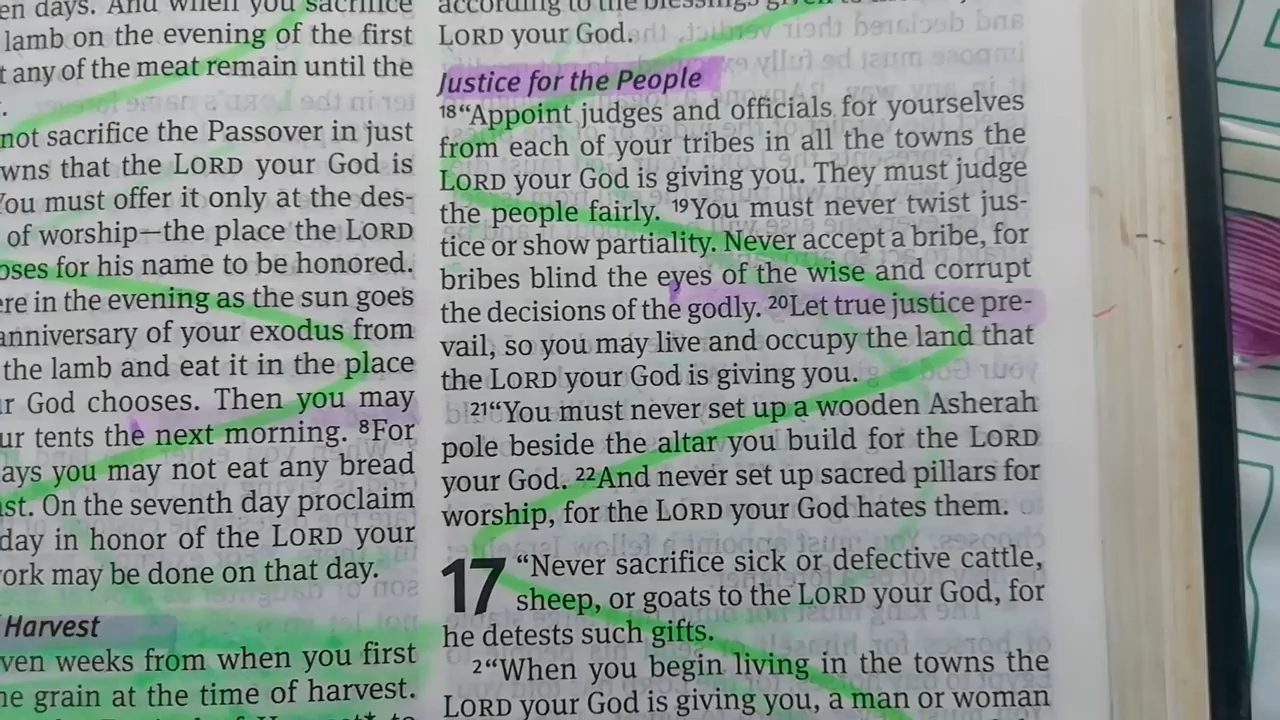 en days. And when you sacrifice
lamb on the evening of the first
t any of the meat remain until the
.
not sacrifice the Passover in just
wns that the LORD your God is
You must offer it only at the des-
of worship—the place the LORD
oses for his name to be honored.
ere in the evening as the sun goes
anniversary of your exodus from
the lamb and eat it in the place
ur God chooses. Then you may
ur tents the next morning. 8For
ays you may not eat any bread
st. On the seventh day proclaim
day in honor of the LORD your
ork may be done on that day.
Harvest
ven weeks from when you first
he grain at the time of harvest.
according to the blessings given to
LORD your God.
Justice for the People
18“Appoint judges and officials for yourselves
from each of your tribes in all the towns the
LORD your God is giving you. They must judge
the people fairly. 19You must never twist jus-
tice or show partiality. Never accept a bribe, for
bribes blind the eyes of the wise and corrupt
the decisions of the godly. 20Let true justice pre-
vail, so you may live and occupy the land that
the LORD your God is giving you.
21“You must never set up a wooden Asherah
pole beside the altar you build for the LORD
your God. 22And never set up sacred pillars for
worship, for the LORD your God hates them.
17 “Never sacrifice sick or defective cattle,
sheep, or goats to the LORD your God, for
he detests such gifts.
2“When you begin living in the towns the
LORD your God is giving you, a man or woman